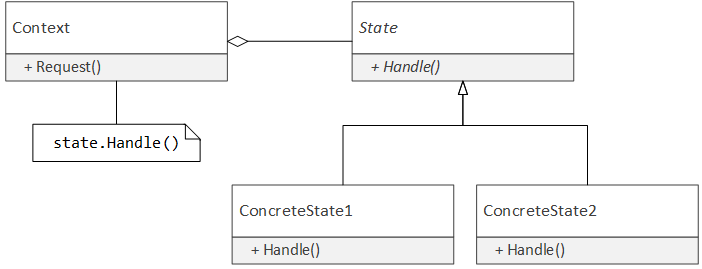 Context
+ Request()
State
+ Handle()
state.Handle()
ConcreteState1
+ Handle()
ConcreteState2
+ Handle()